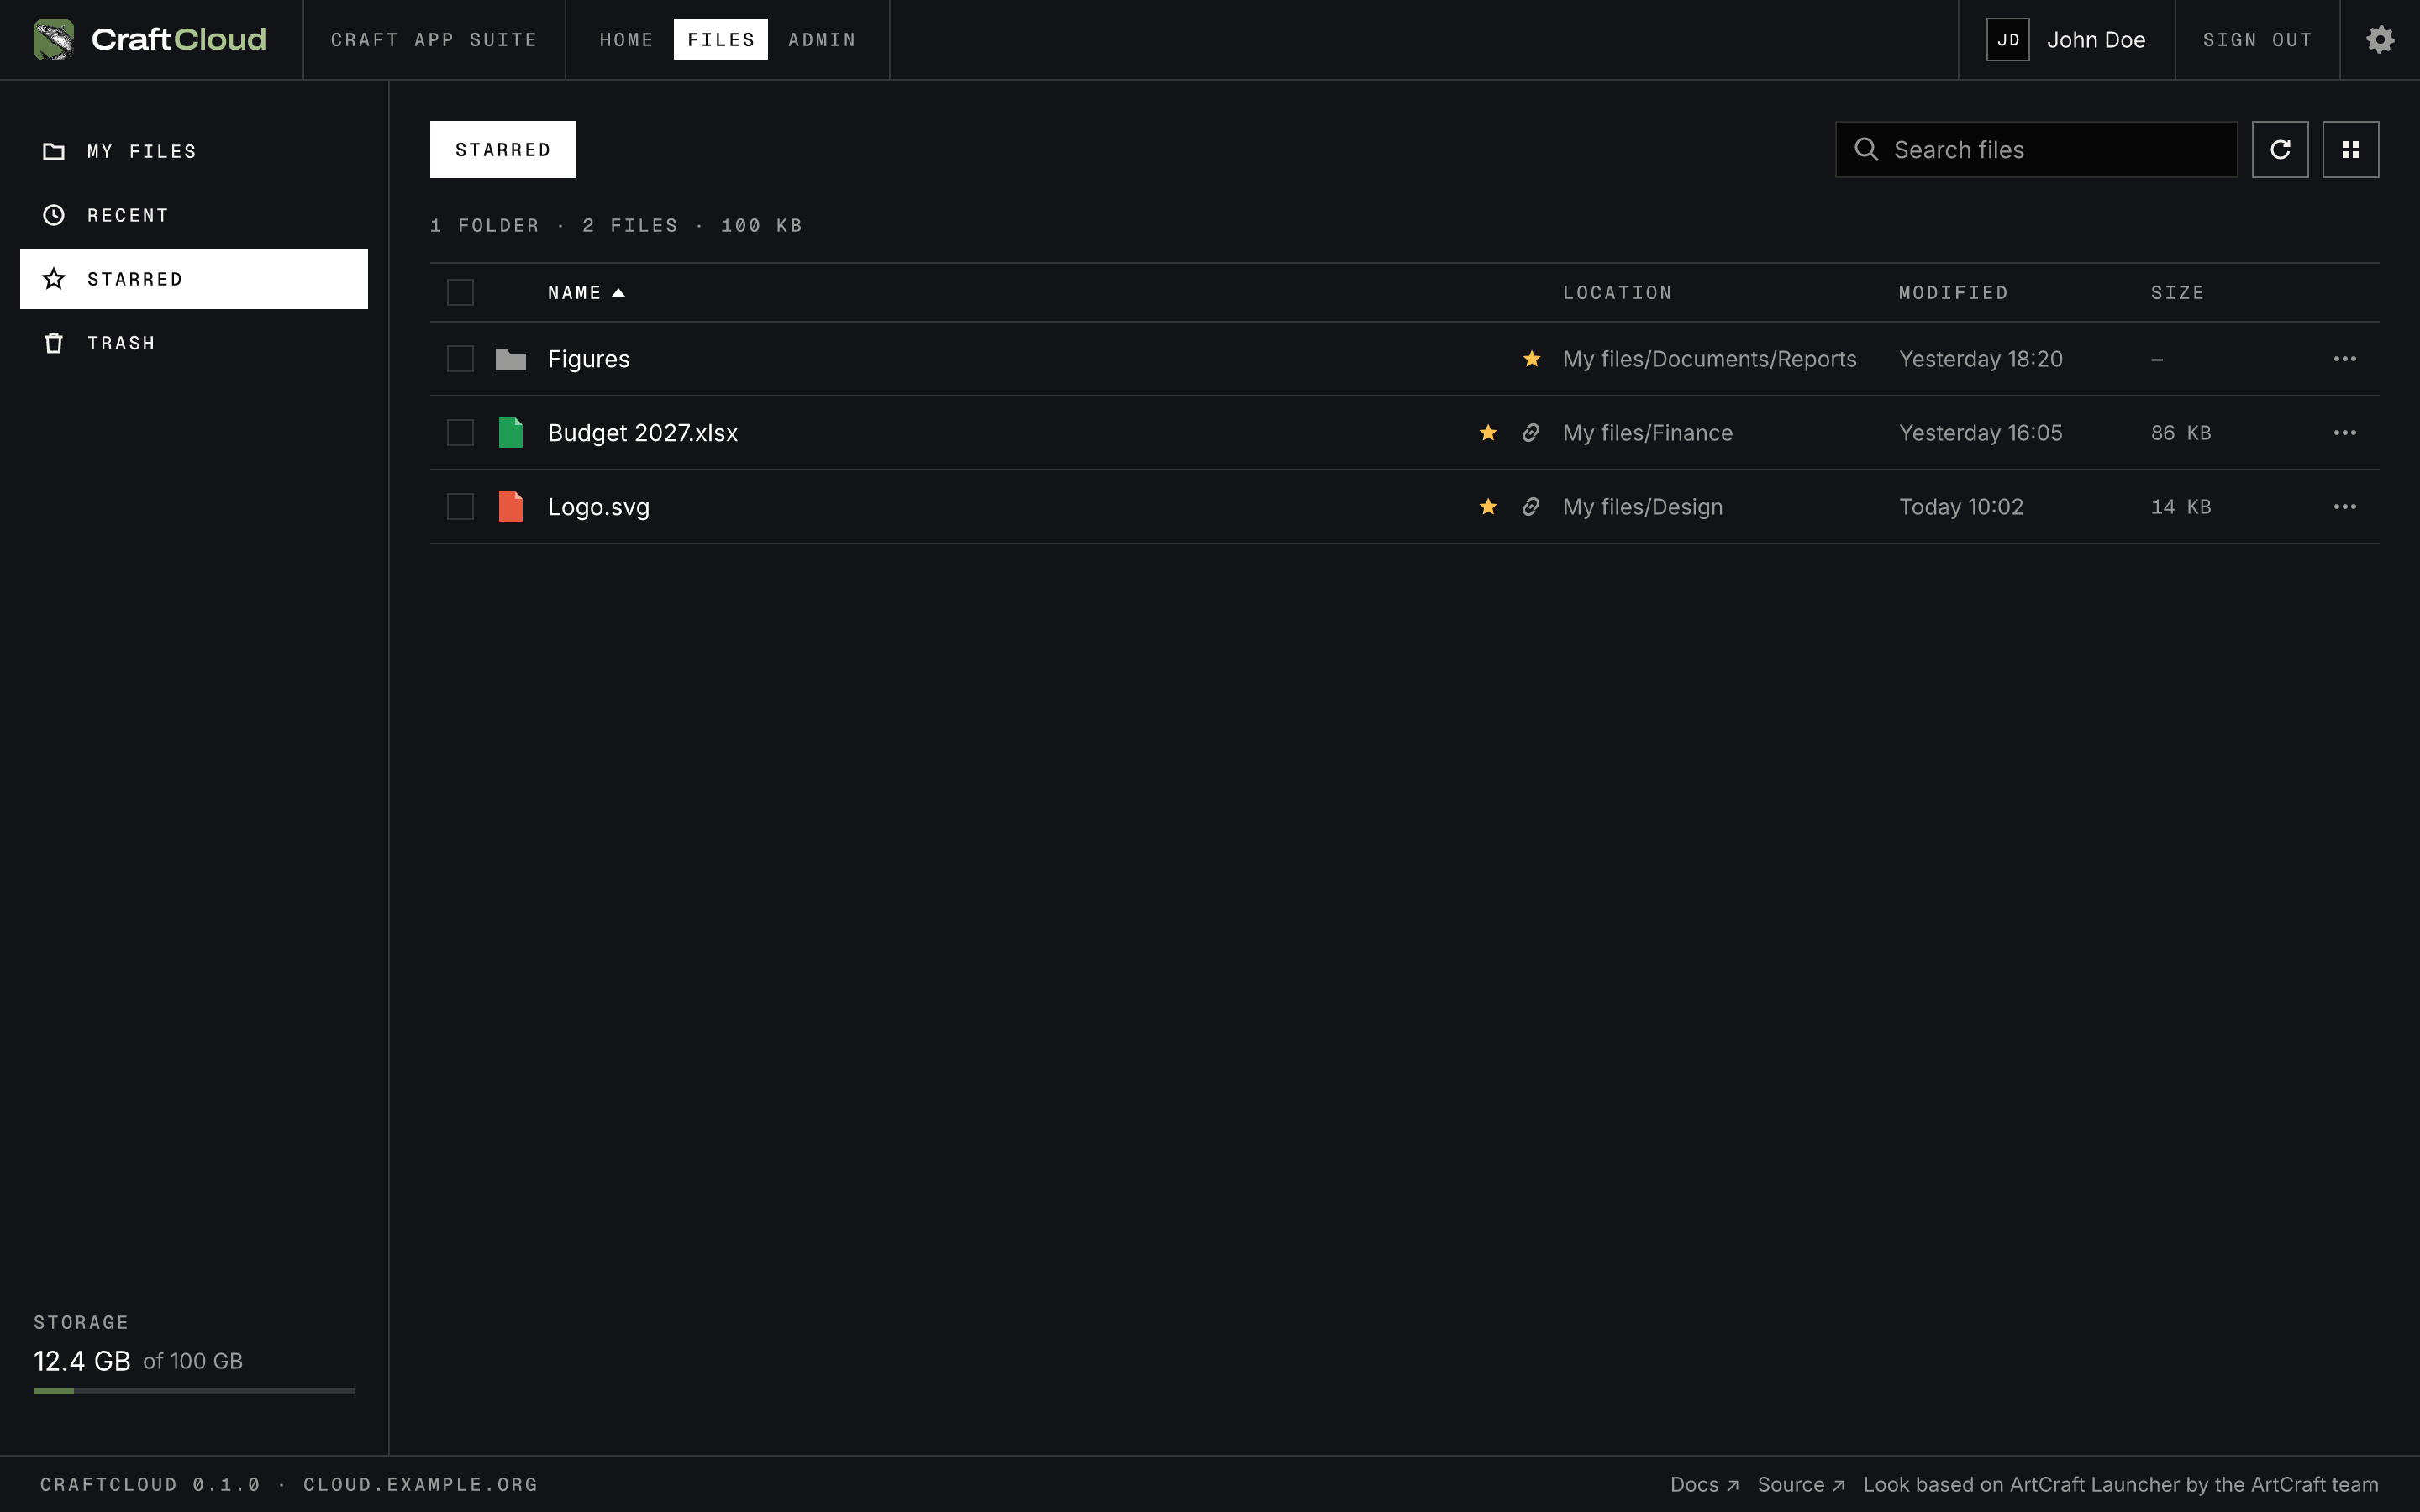 CraftCloud
CRAFT APP SUITE
HOME FILES ADMIN
JD John Doe
SIGN OUT
MY FILES
RECENT
STARRED
TRASH
STORAGE
12.4 GB of 100 GB
STARRED
Search files
1 FOLDER · 2 FILES · 100 KB
NAME LOCATION MODIFIED SIZE
Figures My files/Documents/Reports Yesterday 18:20 –
Budget 2027.xlsx My files/Finance Yesterday 16:05 86 KB
Logo.svg My files/Design Today 10:02 14 KB
CRAFTCLOUD 0.1.0 · CLOUD.EXAMPLE.ORG
Docs ↗ Source ↗ Look based on ArtCraft Launcher by the ArtCraft team